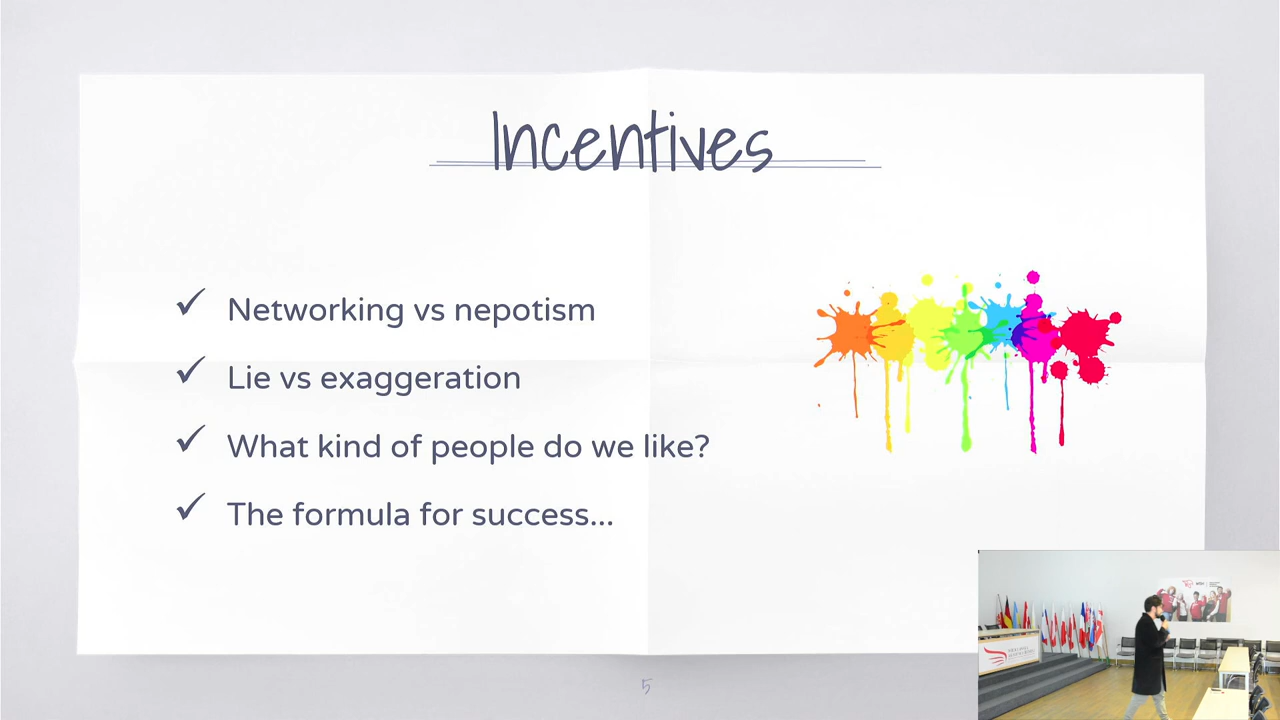 Incentives
Networking vs nepotism
Lie vs exaggeration
What kind of people do we like?
The formula for success...
5